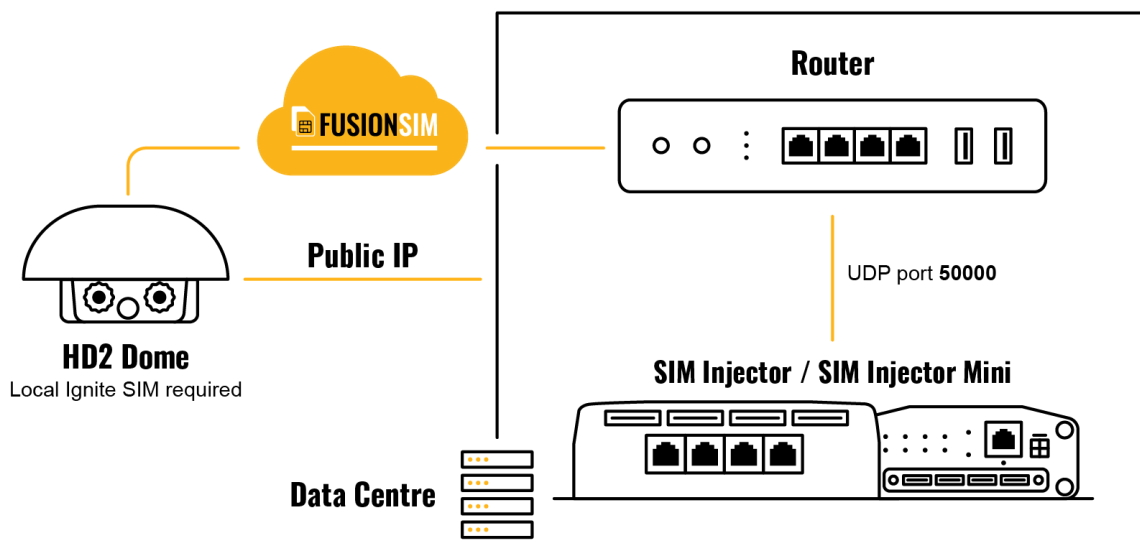 Router
FUSIONSIM
Public IP
UDP port 50000
HD2 Dome
Local Ignite SIM required
SIM Injector / SIM Injector Mini
Data Centre